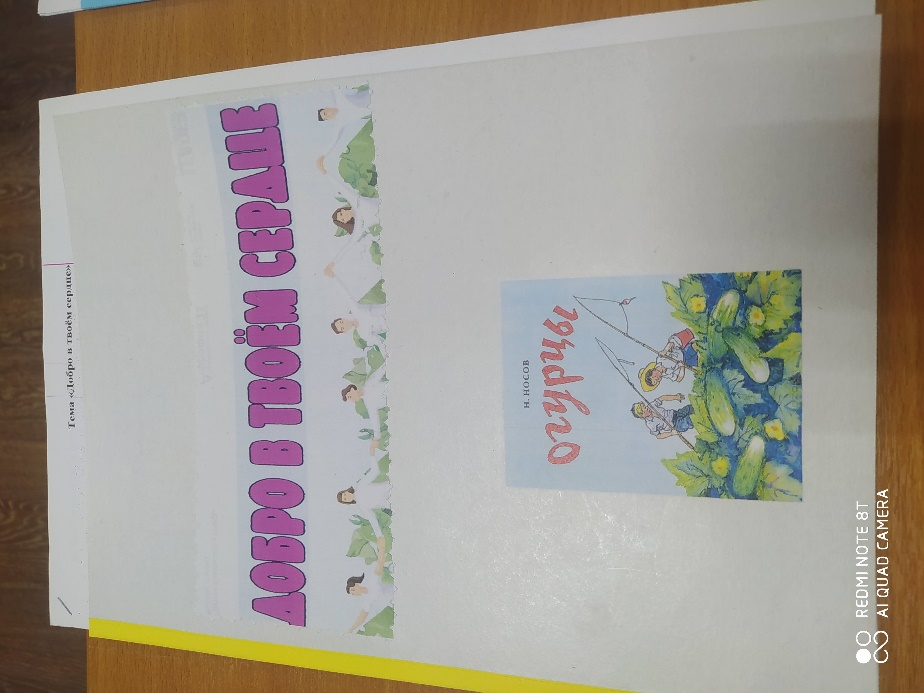 Тема «Добро в твоём сердце»
ДОБРО В ТВОЁМ СЕРДЦЕ
Н. НОСОВ
огурцы
REDMI NOTE 8T
AI QUAD CAMERA